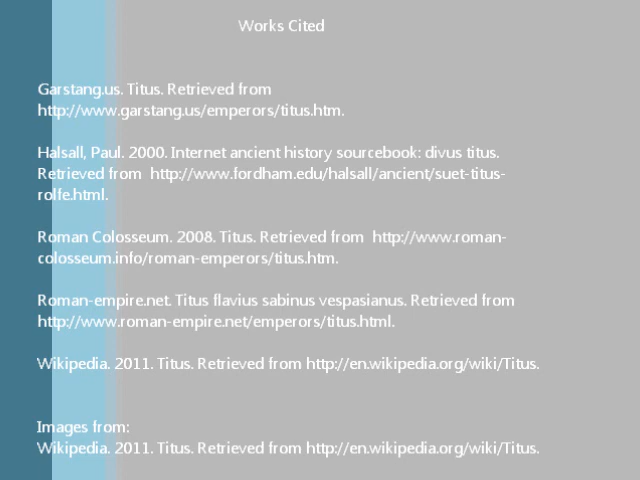 Works Cited
Garstang.us. Titus. Retrieved from
http://www.garstang.us/emperors/titus.htm.
Halsall, Paul. 2000. Internet ancient history sourcebook: divus titus.
Retrieved from  http://www.fordham.edu/halsall/ancient/suet-titus-
rolfe.html.
Roman Colosseum. 2008. Titus. Retrieved from  http://www.roman-
colosseum.info/roman-emperors/titus.htm.
Roman-empire.net. Titus flavius sabinus vespasianus. Retrieved from
http://www.roman-empire.net/emperors/titus.html.
Wikipedia. 2011. Titus. Retrieved from http://en.wikipedia.org/wiki/Titus.
Images from:
Wikipedia. 2011. Titus. Retrieved from http://en.wikipedia.org/wiki/Titus.